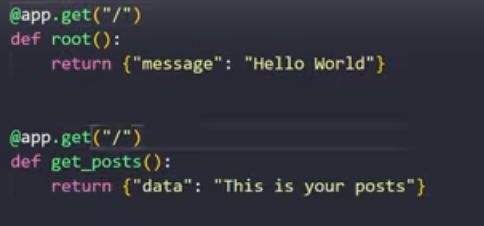 @app.get("/")
def root():
    return {"message": "Hello World"}
@app.get("/")
def get_posts():
    return {"data": "This is your posts"}